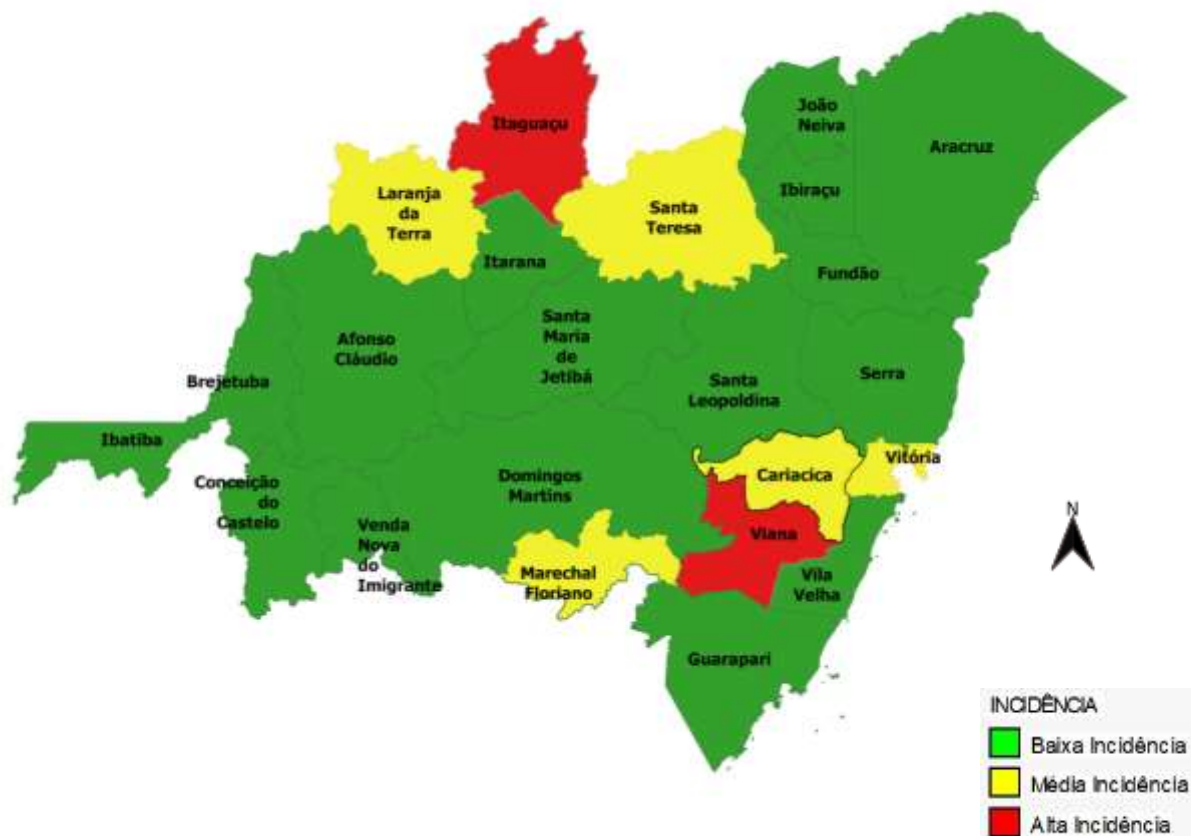 João
Neiva
Itaguaçu
Aracruz
Ibiraçu
Laranja
da
Terra
Santa
Teresa
Itarana
Fundão
Santa
Maria
de
Jetibá
Afonso
Cláudio
Brejetuba
Santa
Leopoldina
Serra
Ibatiba
Vitória
Cariacica
Domingos
Martins
Conceição
do
Castelo
Venda
Nova
do
Imigrante
Viana
Marechal
Floriano
Vila
Velha
Guarapari
N
INCIDÊNCIA
Baixa Incidência
Média Incidência
Alta Incidência